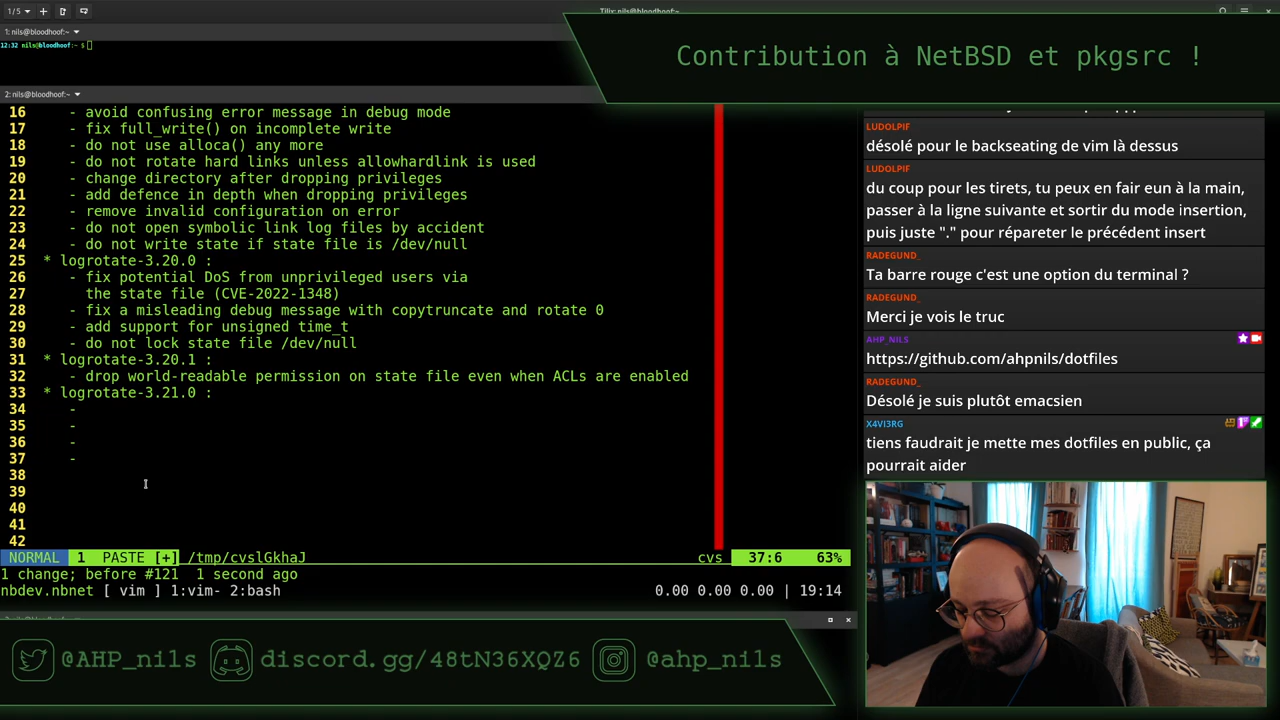 1/5
Tilix: nils@bloodhoof:~
1: nils@bloodhoof:~
12:32 nils@bloodhoof:~ $
2: nils@bloodhoof:~
Contribution à NetBSD et pkgsrc !
16 - avoid confusing error message in debug mode
17 - fix full_write() on incomplete write
18 - do not use alloca() any more
19 - do not rotate hard links unless allowhardlink is used
20 - change directory after dropping privileges
21 - add defence in depth when dropping privileges
22 - remove invalid configuration on error
23 - do not open symbolic link log files by accident
24 - do not write state if state file is /dev/null
25 * logrotate-3.20.0 :
26 - fix potential DoS from unprivileged users via
27 the state file (CVE-2022-1348)
28 - fix a misleading debug message with copytruncate and rotate 0
29 - add support for unsigned time_t
30 - do not lock state file /dev/null
31 * logrotate-3.20.1 :
32 - drop world-readable permission on state file even when ACLs are enabled
33 * logrotate-3.21.0 :
34 -
35 -
36 -
37 -
38
39
40
41
42
NORMAL 1 PASTE [+] /tmp/cvslGkhaJ cvs 37:6 63%
1 change; before #121 1 second ago
nbdev.nbnet [ vim ] 1:vim- 2:bash 0.00 0.00 0.00 | 19:14
LUDOLPIF
désolé pour le backseating de vim là dessus
LUDOLPIF
du coup pour les tirets, tu peux en fair eun à la main,
passer à la ligne suivante et sortir du mode insertion,
puis juste "." pour répareter le précédent insert
RADEGUND_
Ta barre rouge c'est une option du terminal ?
RADEGUND_
Merci je vois le truc
AHP_NILS
https://github.com/ahpnils/dotfiles
RADEGUND_
Désolé je suis plutôt emacsien
X4VI3RG
tiens faudrait je mette mes dotfiles en public, ça
pourrait aider
@AHP_nils discord.gg/48tN36XQZ6 @ahp_nils